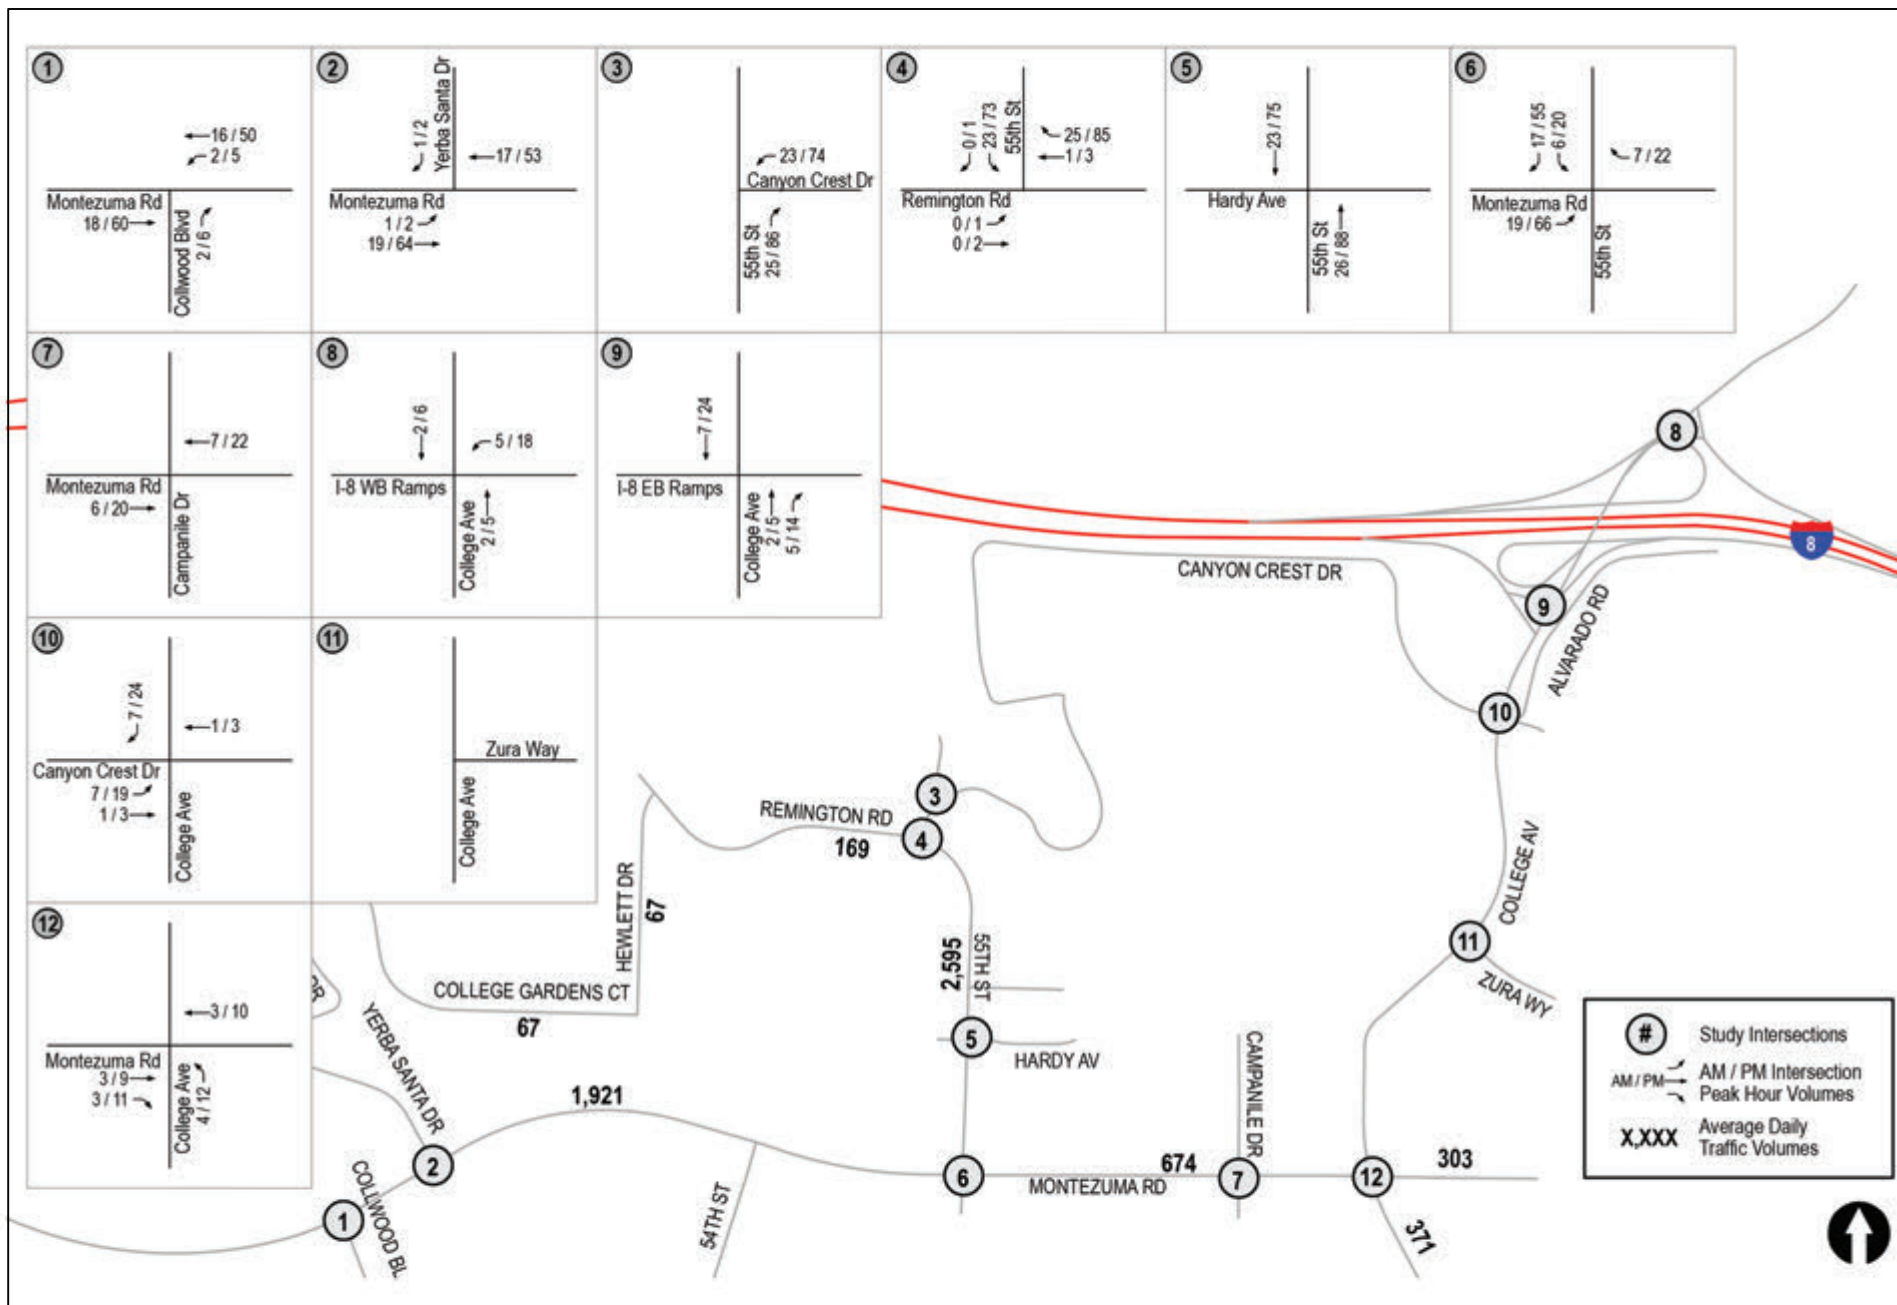 1
16 / 50
2 / 5
Montezuma Rd
18 / 60
Collwood Blvd
2 / 6
2
1 / 2
Yerba Santa Dr
17 / 53
Montezuma Rd
1 / 2
19 / 64
3
23 / 74
Canyon Crest Dr
55th St
25 / 86
4
0 / 1
23 / 73
55th St
25 / 85
1 / 3
Remington Rd
0 / 1
0 / 2
5
23 / 75
Hardy Ave
55th St
26 / 88
6
17 / 55
6 / 20
7 / 22
Montezuma Rd
19 / 66
55th St
7
7 / 22
Montezuma Rd
6 / 20
Campanile Dr
8
2 / 6
5 / 18
I-8 WB Ramps
College Ave
2 / 5
9
7 / 24
I-8 EB Ramps
College Ave
2 / 5
5 / 14
10
7 / 24
1 / 3
Canyon Crest Dr
7 / 19
1 / 3
College Ave
11
Zura Way
College Ave
12
3 / 10
Montezuma Rd
3 / 9
3 / 11
College Ave
4 / 12
8
8
CANYON CREST DR
9
ALVARADO RD
10
3
REMINGTON RD
4
169
COLLEGE AV
HEWLETT DR
67
11
ZURA WY
2,595
55TH ST
DR
COLLEGE GARDENS CT
67
5
HARDY AV
YERBA SANTA DR
1,921
CAMPANILE DR
2
6
674
7
12
303
MONTEZUMA RD
1
COLLWOOD BL
54TH ST
371
#
Study Intersections
AM / PM
AM / PM Intersection
Peak Hour Volumes
X,XXX
Average Daily
Traffic Volumes